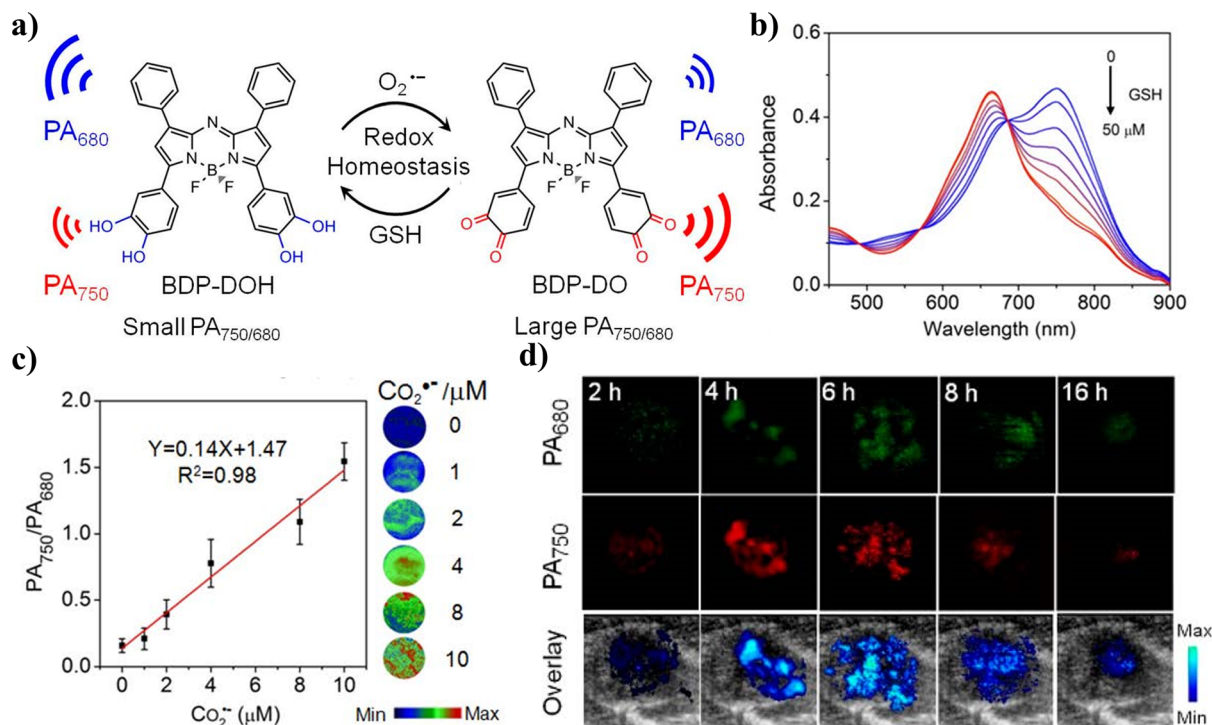 a)
PA680
PA750
HO
HO
OH
OH
N
N
N
B
F
F
BDP-DOH
Small PA750/680
O2•−
Redox
Homeostasis
GSH
N
N
N
B
F
F
O
O
O
O
BDP-DO
Large PA750/680
PA680
PA750
b)
Absorbance
0.6
0.4
0.2
0.0
500 600 700 800 900
Wavelength (nm)
0
GSH
50 μM
c)
PA750/PA680
2.0
1.5
1.0
0.5
0.0
Y=0.14X+1.47
R2=0.98
0 2 4 6 8 10
Co2•− (μM)
Co2•− /μM
0
1
2
4
8
10
Min Max
d)
2 h 4 h 6 h 8 h 16 h
PA680
PA750
Overlay
Max
Min